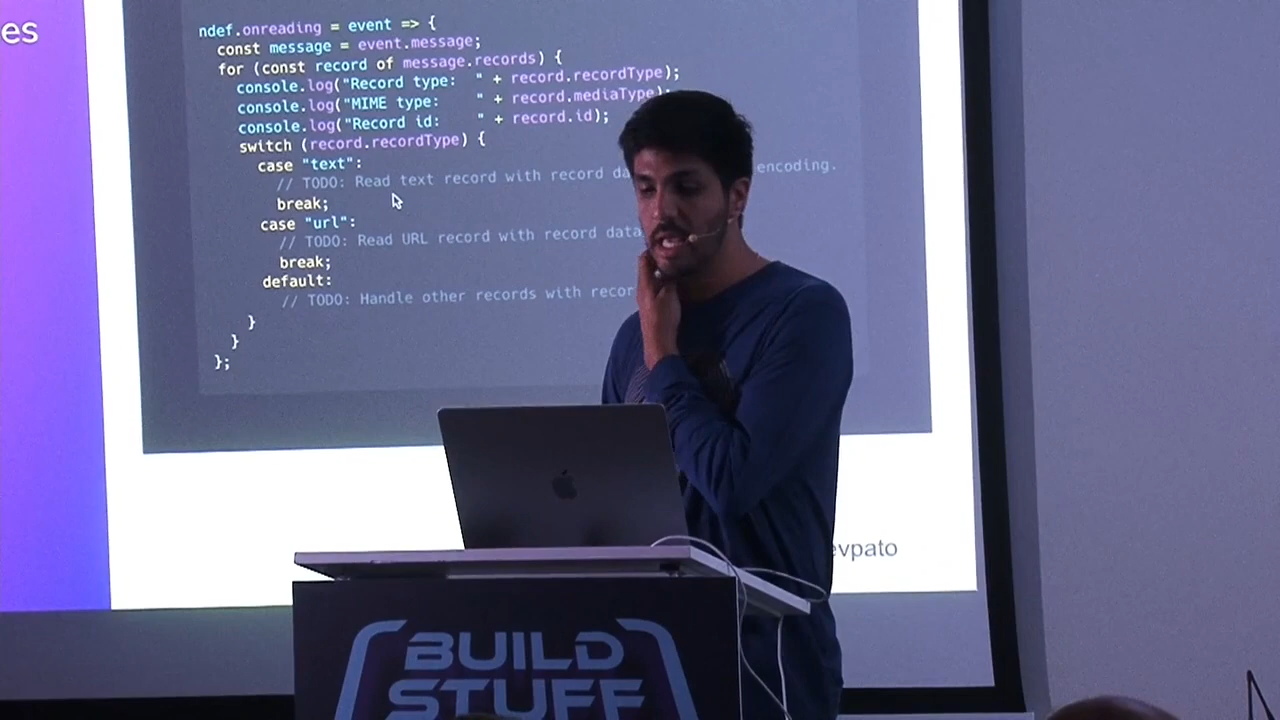 es
ndef.onreading = event => {
const message = event.message;
for (const record of message.records) {
console.log("Record type:  " + record.recordType);
console.log("MIME type:    " + record.mediaType);
console.log("Record id:    " + record.id);
switch (record.recordType) {
case "text":
// TODO: Read text record with record da encoding.
break;
case "url":
// TODO: Read URL record with record data
break;
default:
// TODO: Handle other records with recor
}
}
};
evpato
BUILD
STUFF